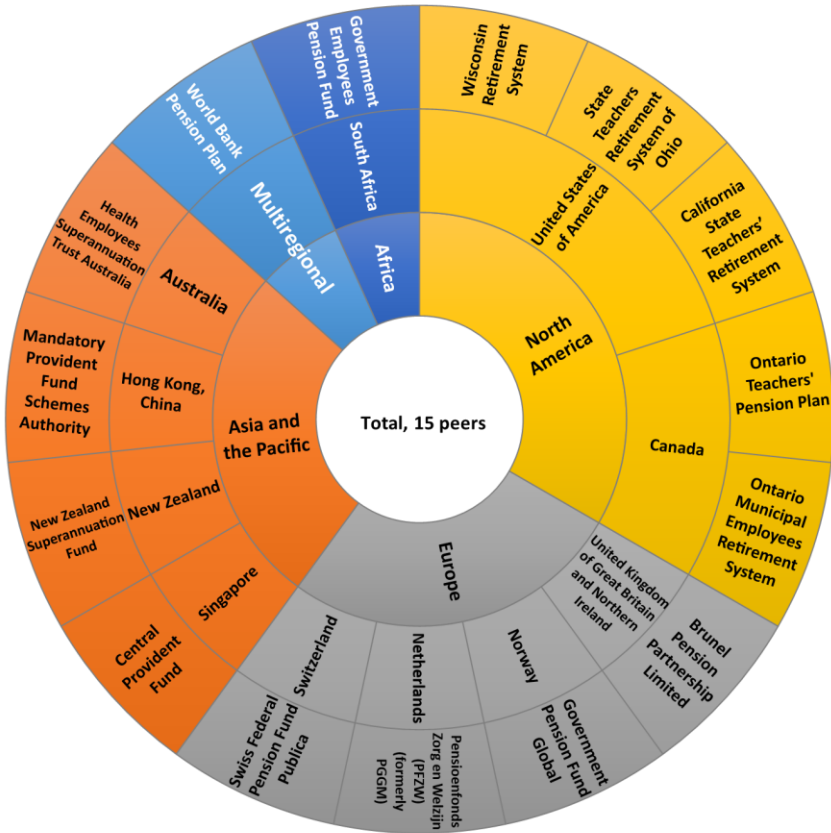 Total, 15 peers
North
America
United States
of America
Wisconsin
Retirement
System
State
Teachers
Retirement
System of
Ohio
California
State
Teachers'
Retirement
System
Canada
Ontario
Teachers'
Pension Plan
Ontario
Municipal
Employees
Retirement
System
Europe
United Kingdom
of Great Britain
and Northern
Ireland
Brunel
Pension
Partnership
Limited
Norway
Government
Pension Fund
Global
Netherlands
Pensioenfonds
Zorg en Welzijn
(PFZW)
(formerly
PGGM)
Switzerland
Swiss Federal
Pension Fund
Publica
Asia and
the Pacific
Singapore
Central
Provident
Fund
New Zealand
New Zealand
Superannuation
Fund
Hong Kong,
China
Mandatory
Provident
Fund
Schemes
Authority
Australia
Health
Employees
Superannuation
Trust Australia
Multiregional
World Bank
Pension Plan
Africa
South Africa
Government
Employees
Pension Fund